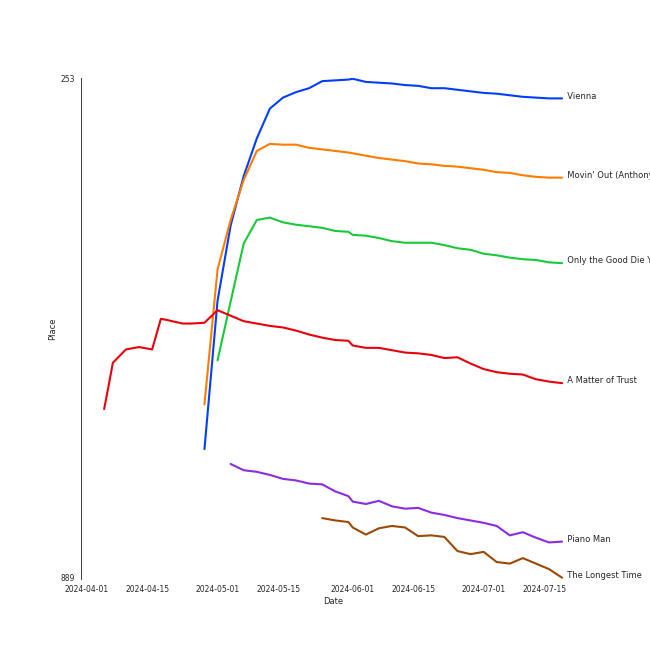 253
Vienna
Movin' Out (Anthony
Only the Good Die Y
Place
A Matter of Trust
Piano Man
The Longest Time
889
2024-04-01 2024-04-15 2024-05-01 2024-05-15 2024-06-01 2024-06-15 2024-07-01 2024-07-15
Date